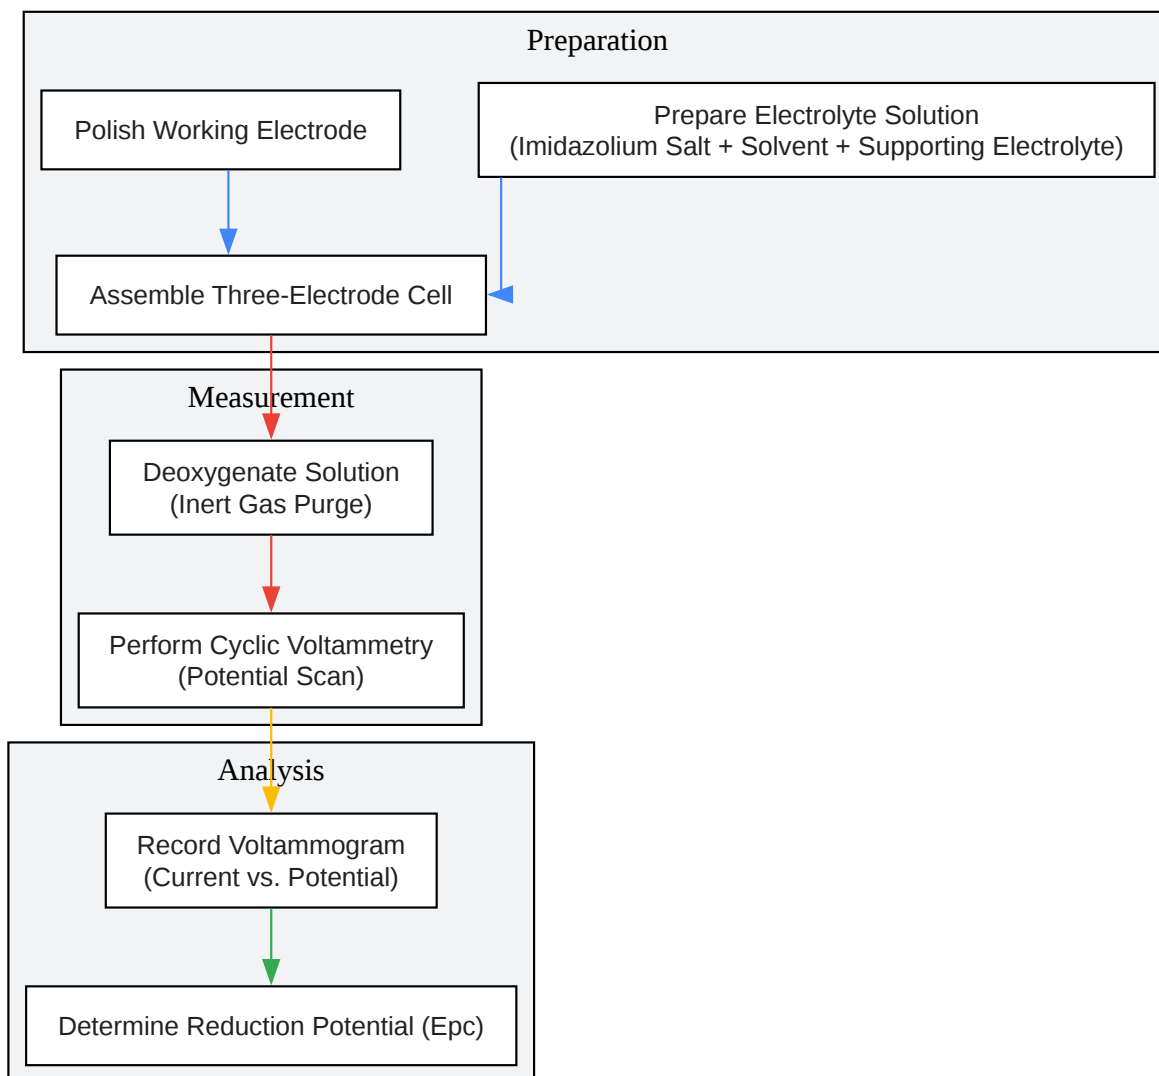 Preparation
Polish Working Electrode
Prepare Electrolyte Solution
(Imidazolium Salt + Solvent + Supporting Electrolyte)
Assemble Three-Electrode Cell
Measurement
Deoxygenate Solution
(Inert Gas Purge)
Perform Cyclic Voltammetry
(Potential Scan)
Analysis
Record Voltammogram
(Current vs. Potential)
Determine Reduction Potential (Epc)